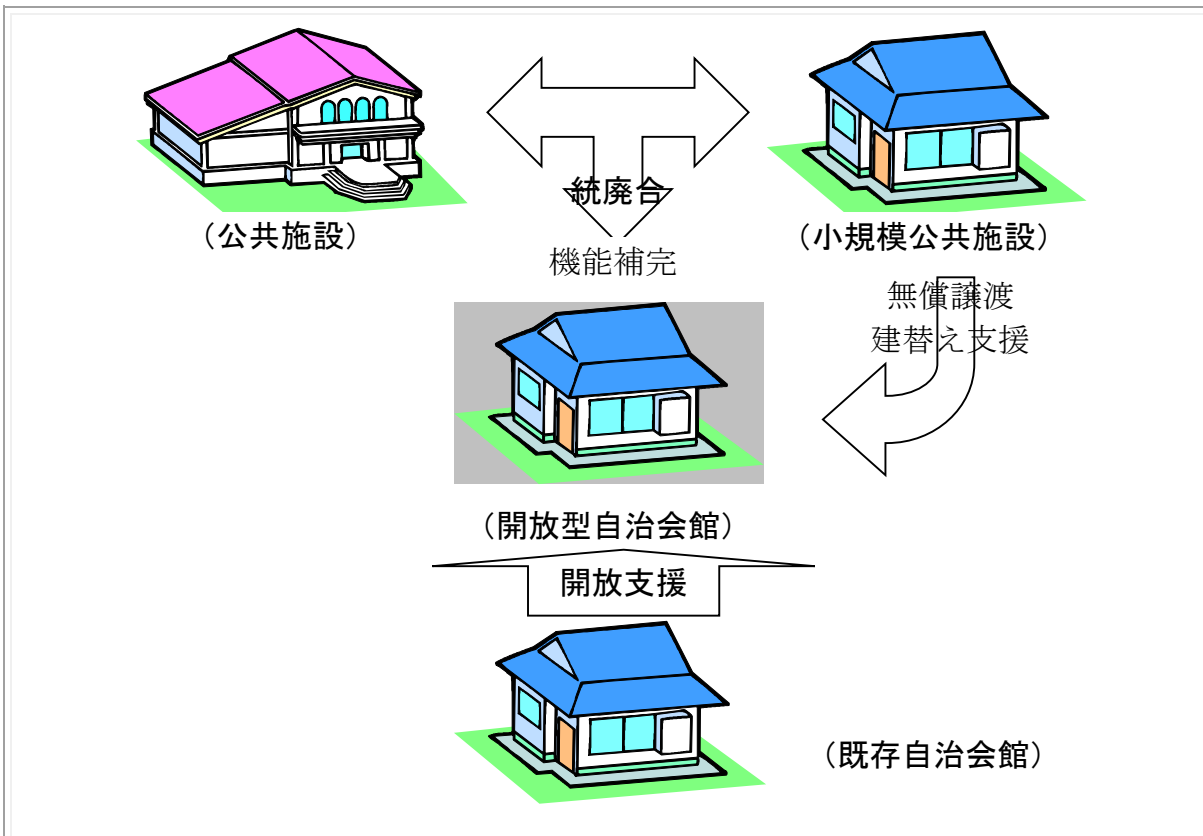 統廃合
（公共施設）
（小規模公共施設）
機能補完
無償譲渡
建替え支援
（開放型自治会館）
開放支援
（既存自治会館）